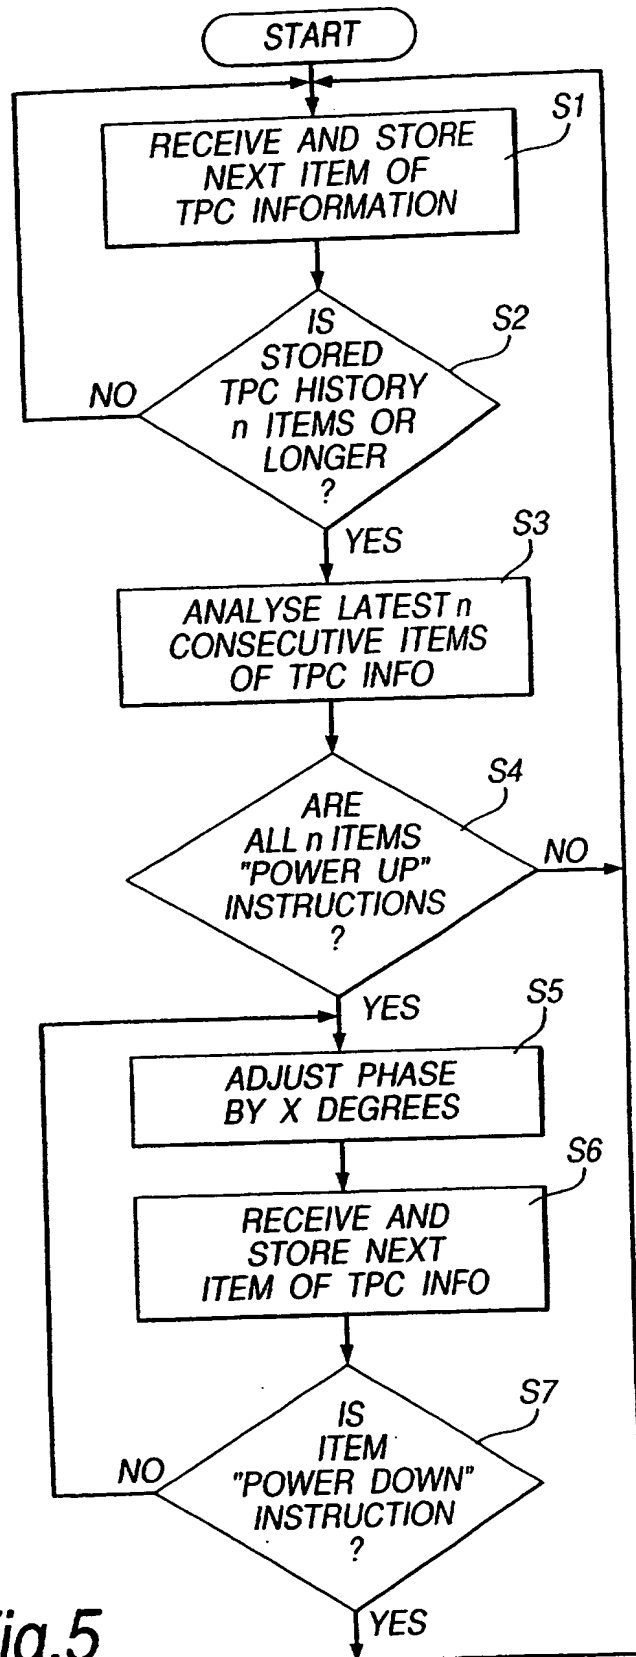 START
S1
RECEIVE AND STORE
NEXT ITEM OF
TPC INFORMATION
S2
IS
STORED
TPC HISTORY
n ITEMS OR
LONGER
?
NO
YES
S3
ANALYSE LATEST n
CONSECUTIVE ITEMS
OF TPC INFO
S4
ARE
ALL n ITEMS
"POWER UP"
INSTRUCTIONS
?
NO
YES
S5
ADJUST PHASE
BY X DEGREES
S6
RECEIVE AND
STORE NEXT
ITEM OF TPC INFO
S7
IS
ITEM
"POWER DOWN"
INSTRUCTION
?
NO
YES
ig.5